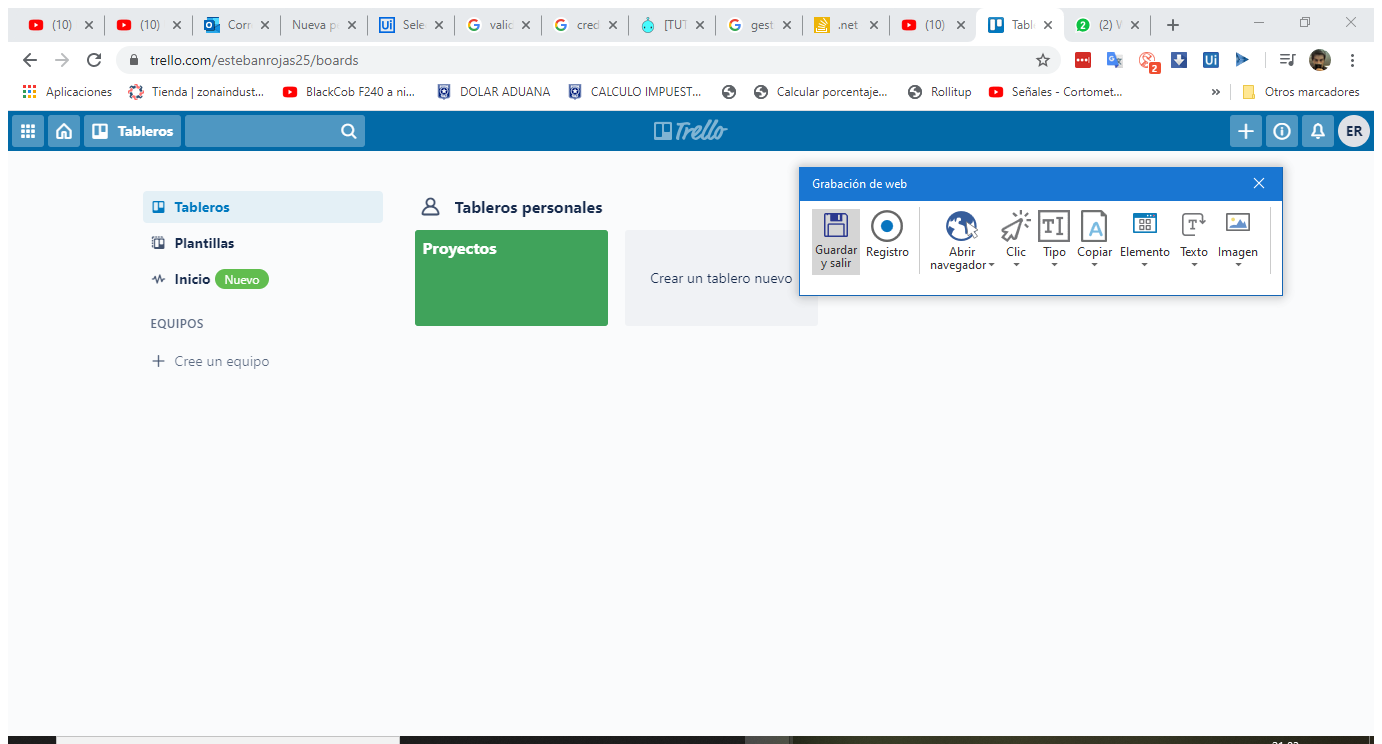 (10) (10) Corr Nueva p Sele valic cred [TUT gest .net (10) Tabl (2) V
trello.com/estebanrojas25/boards
Aplicaciones Tienda | zonaindust... BlackCob F240 a ni... DOLAR ADUANA CALCULO IMPUEST... Calcular porcentaje... Rollitup Señales - Cortomet... » Otros marcadores
Tableros Trello ER
Grabación de web
Guardar y salir
Registro
Abrir navegador
Clic
Tipo
Copiar
Elemento
Texto
Imagen
Tableros
Plantillas
Inicio Nuevo
EQUIPOS
Cree un equipo
Tableros personales
Proyectos
Crear un tablero nuevo